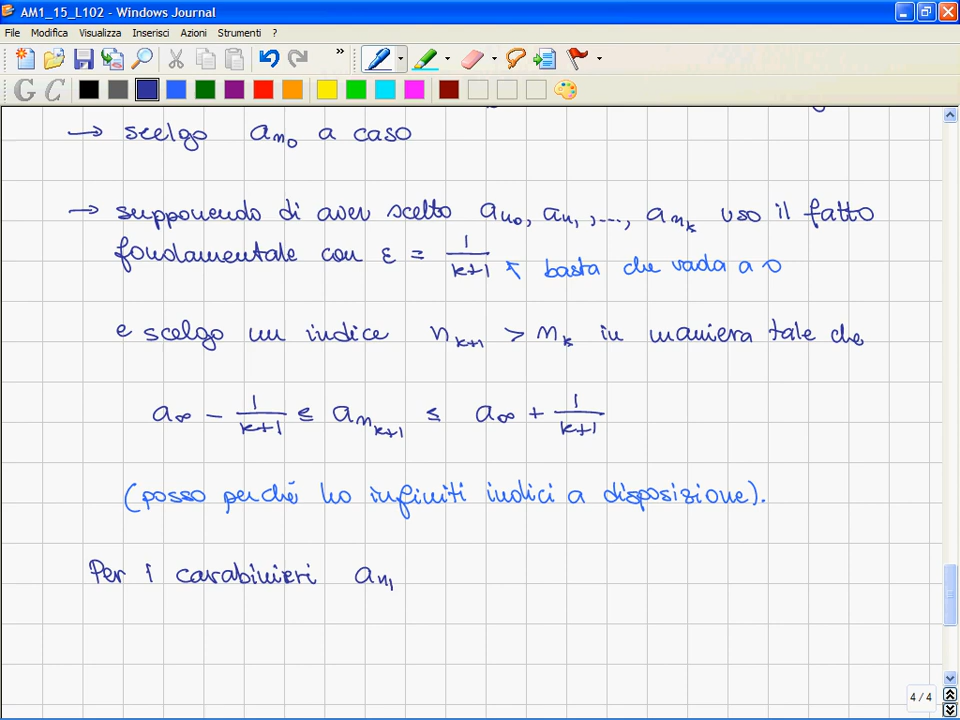 AM1_15_L102 - Windows Journal
File Modifica Visualizza Inserisci Azioni Strumenti ?
→ scelgo a_{n_0} a caso
→ supponendo di aver scelto a_{n_0}, a_{n_1}, ..., a_{n_k} uso il fatto
fondamentale con ε = 1/(k+1) ↖ basta che vada a 0
e scelgo un indice n_{k+1} > n_k in maniera tale che
a_∞ - 1/(k+1) ≤ a_{n_{k+1}} ≤ a_∞ + 1/(k+1)
(posso perché ho infiniti indici a disposizione).
Per i carabinieri a_{n_1}
4 / 4